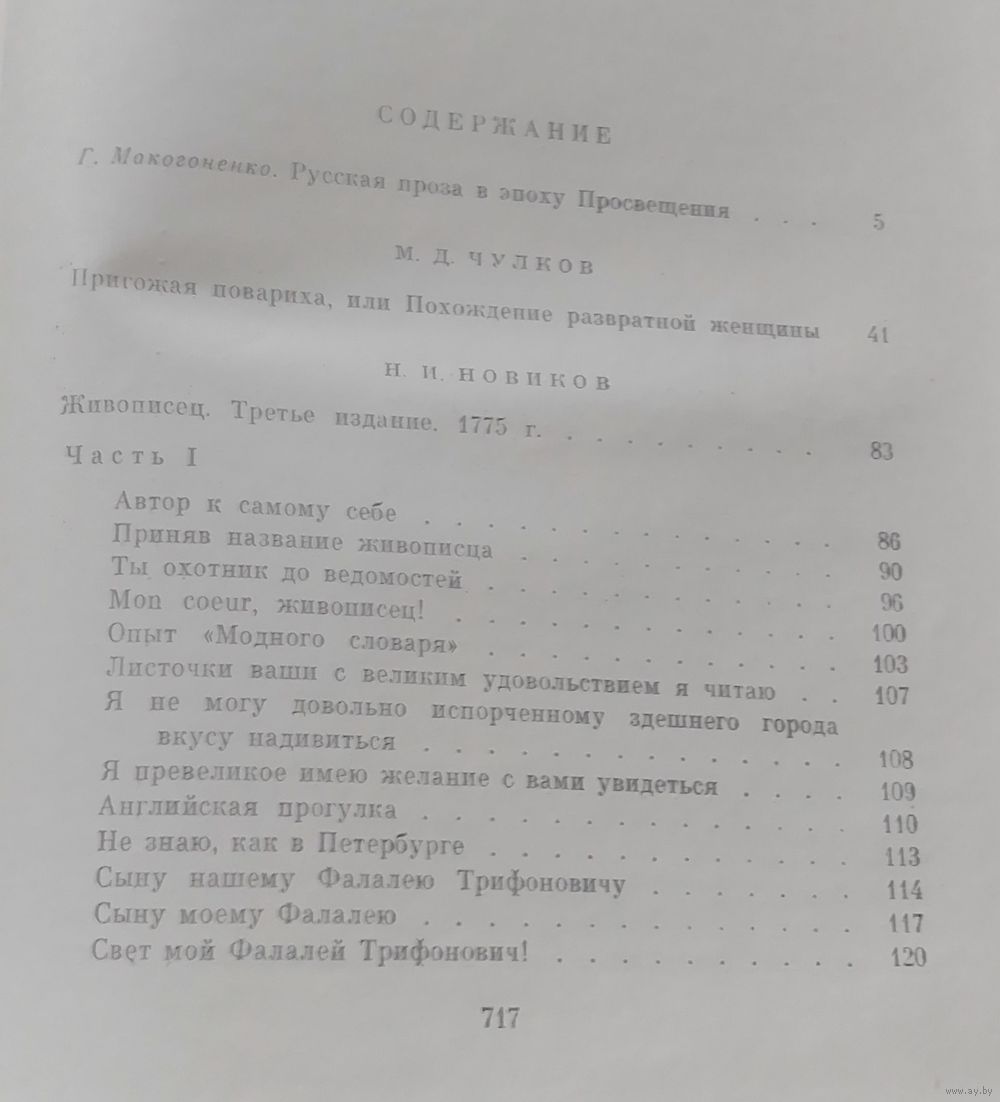 СОДЕРЖАНИЕ
Г. Макогоненко. Русская проза в эпоху Просвещения . . . 5
М. Д. ЧУЛКОВ
Пригожая повариха, или Похождение развратной женщины 41
Н. И. НОВИКОВ
Живописец. Третье издание. 1775 г. . . . . . . . . . 83
Часть I
Автор к самому себе . . . . . . . . . . . . . . 86
Приняв название живописца . . . . . . . . . . . 90
Ты охотник до ведомостей . . . . . . . . . . . . 96
Mon coeur, живописец! . . . . . . . . . . . . . 100
Опыт «Модного словаря» . . . . . . . . . . . . 103
Листочки ваши с великим удовольствием я читаю . . 107
Я не могу довольно испорченному здешнего города
вкусу надивиться . . . . . . . . . . . . . . 108
Я превеликое имею желание с вами увидеться . . . . 109
Английская прогулка . . . . . . . . . . . . . . 110
Не знаю, как в Петербурге . . . . . . . . . . . . 113
Сыну нашему Фалалею Трифоновичу . . . . . . . 114
Сыну моему Фалалею . . . . . . . . . . . . . . 117
Свет мой Фалалей Трифонович! . . . . . . . . . . 120
717
www.ay.by